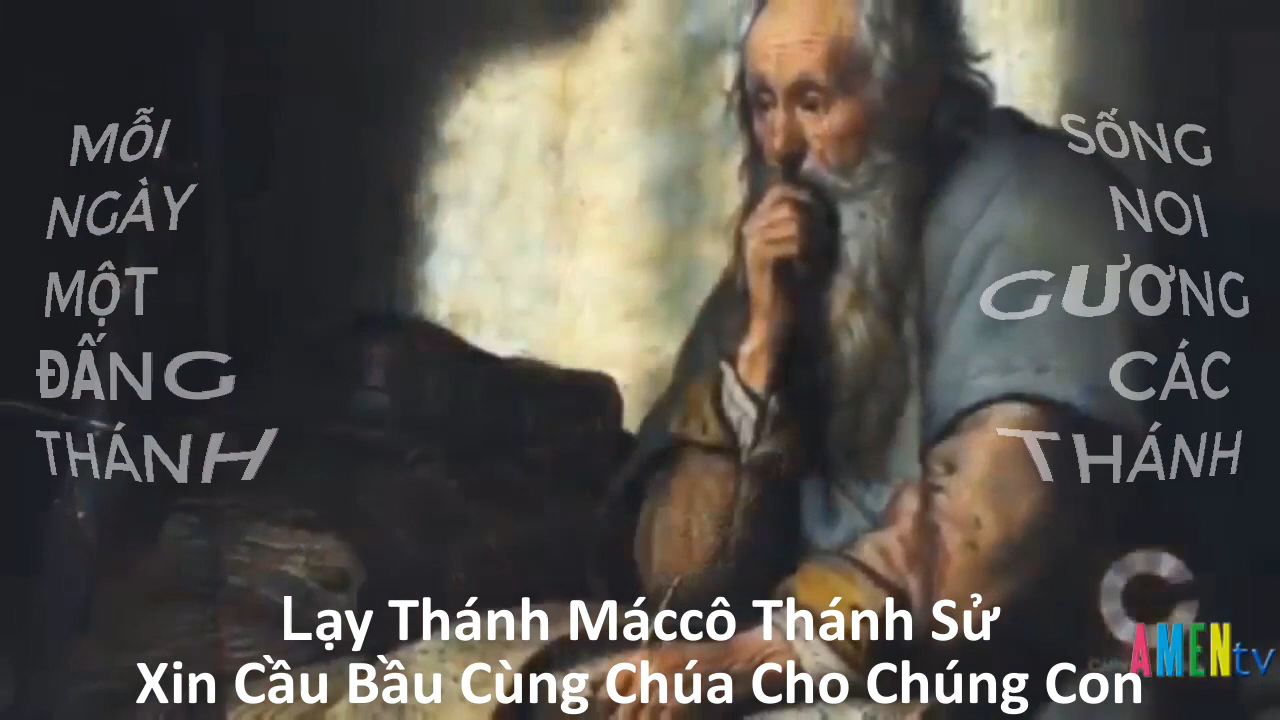 MỖI
NGÀY
MỘT
ĐẤNG
THÁNH
SỐNG
NOI
GƯƠNG
CÁC
THÁNH
Lạy Thánh Máccô Thánh Sử
Xin Cầu Bầu Cùng Chúa Cho Chúng Con
AMENtv